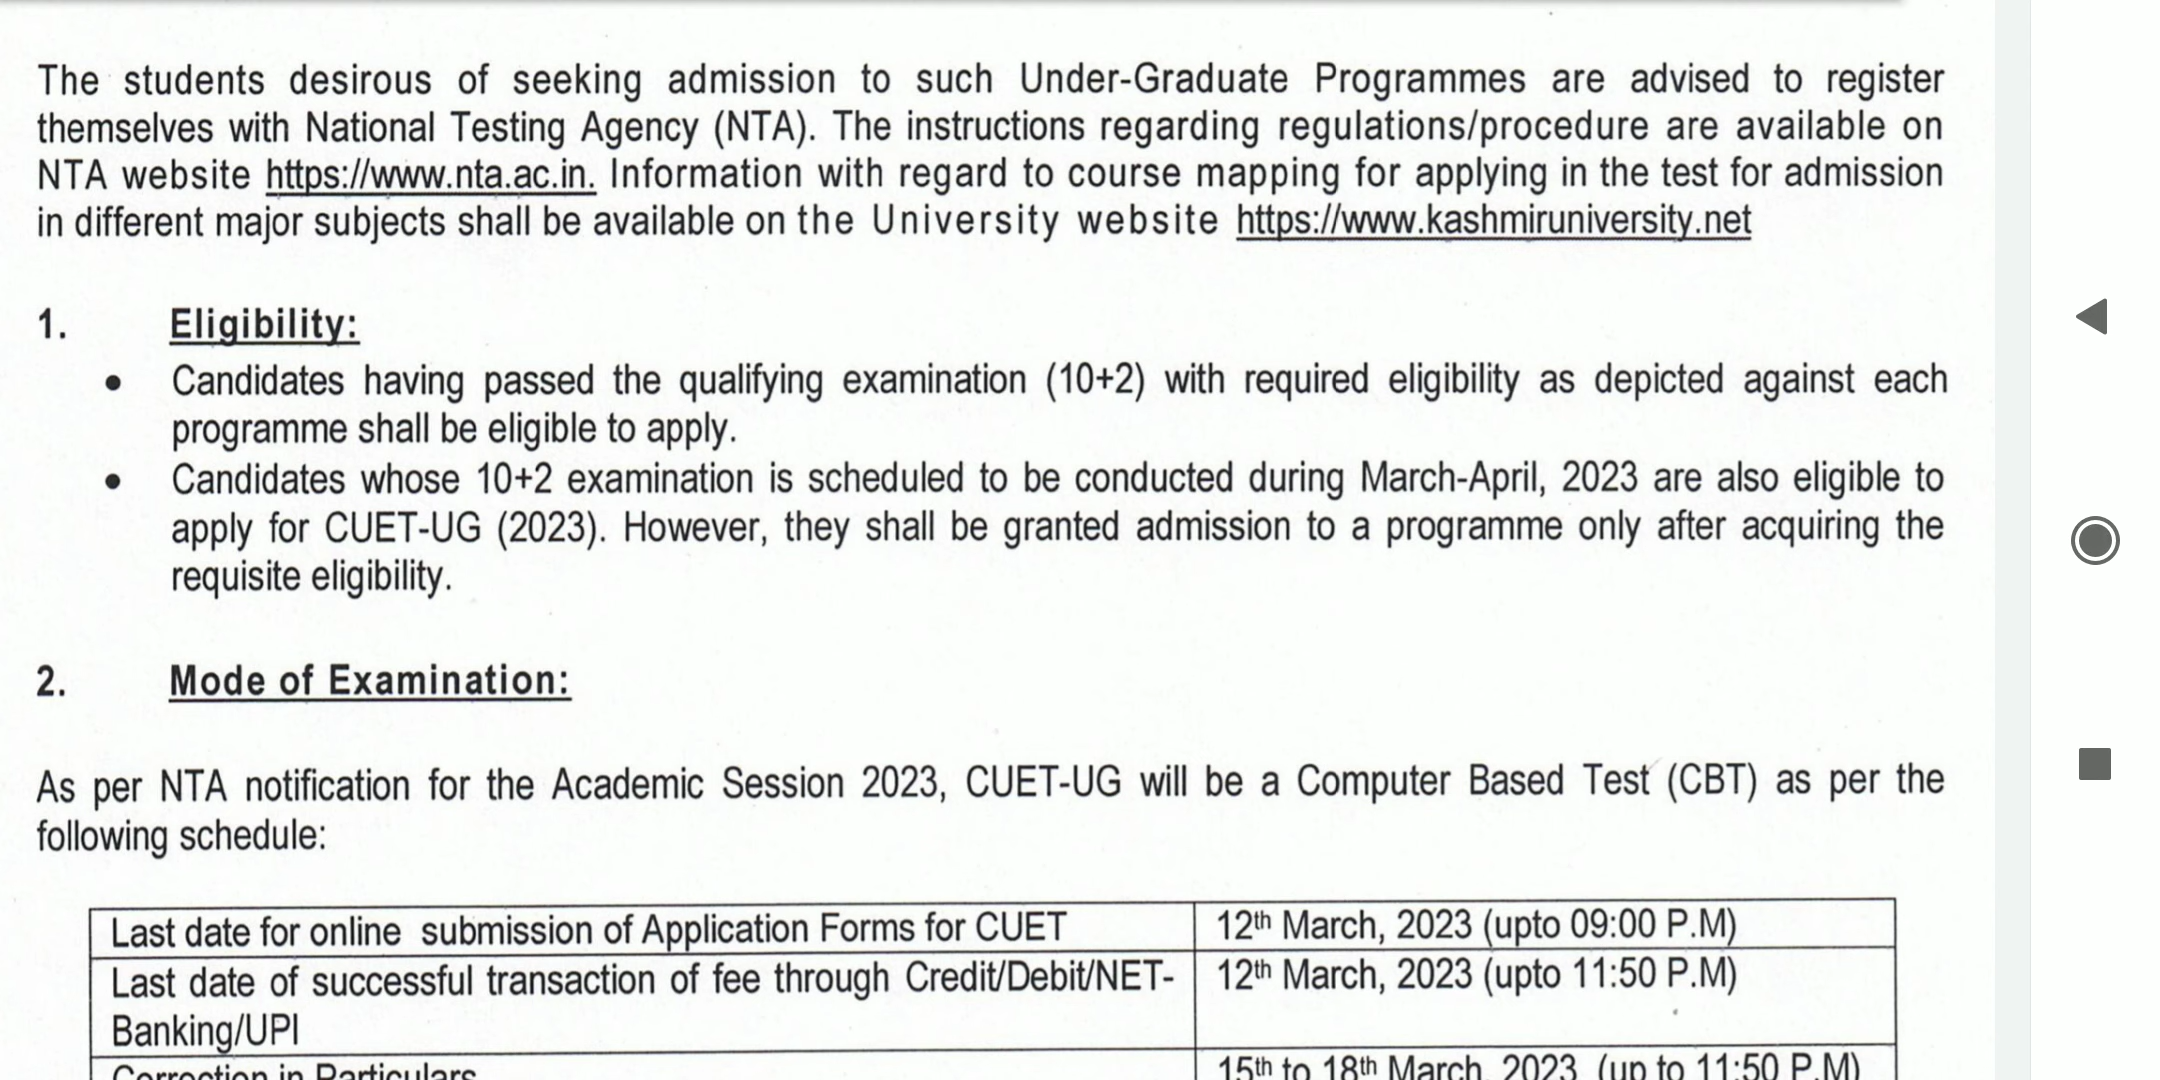 The students desirous of seeking admission to such Under-Graduate Programmes are advised to register
themselves with National Testing Agency (NTA). The instructions regarding regulations/procedure are available on
NTA website https://www.nta.ac.in. Information with regard to course mapping for applying in the test for admission
in different major subjects shall be available on the University website https://www.kashmiruniversity.net
1. Eligibility:
• Candidates having passed the qualifying examination (10+2) with required eligibility as depicted against each
programme shall be eligible to apply.
• Candidates whose 10+2 examination is scheduled to be conducted during March-April, 2023 are also eligible to
apply for CUET-UG (2023). However, they shall be granted admission to a programme only after acquiring the
requisite eligibility.
2. Mode of Examination:
As per NTA notification for the Academic Session 2023, CUET-UG will be a Computer Based Test (CBT) as per the
following schedule:
Last date for online submission of Application Forms for CUET 12th March, 2023 (upto 09:00 P.M)
Last date of successful transaction of fee through Credit/Debit/NET- 12th March, 2023 (upto 11:50 P.M)
Banking/UPI
Correction in Particulars 15th to 18th March, 2023 (up to 11:50 P.M)